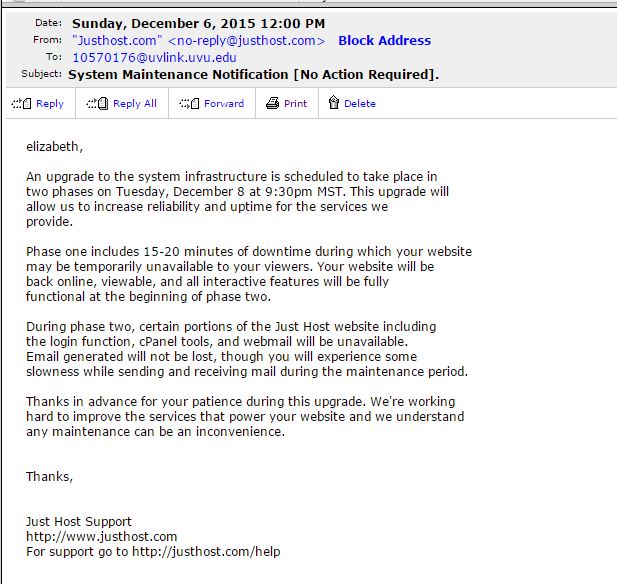 Date: Sunday, December 6, 2015 12:00 PM
From: "Justhost.com" <no-reply@justhost.com> Block Address
To: 10570176@uvlink.uvu.edu
Subject: System Maintenance Notification [No Action Required].
Reply Reply All Forward Print Delete
elizabeth,
An upgrade to the system infrastructure is scheduled to take place in
two phases on Tuesday, December 8 at 9:30pm MST. This upgrade will
allow us to increase reliability and uptime for the services we
provide.
Phase one includes 15-20 minutes of downtime during which your website
may be temporarily unavailable to your viewers. Your website will be
back online, viewable, and all interactive features will be fully
functional at the beginning of phase two.
During phase two, certain portions of the Just Host website including
the login function, cPanel tools, and webmail will be unavailable.
Email generated will not be lost, though you will experience some
slowness while sending and receiving mail during the maintenance period.
Thanks in advance for your patience during this upgrade. We're working
hard to improve the services that power your website and we understand
any maintenance can be an inconvenience.
Thanks,
Just Host Support
http://www.justhost.com
For support go to http://justhost.com/help